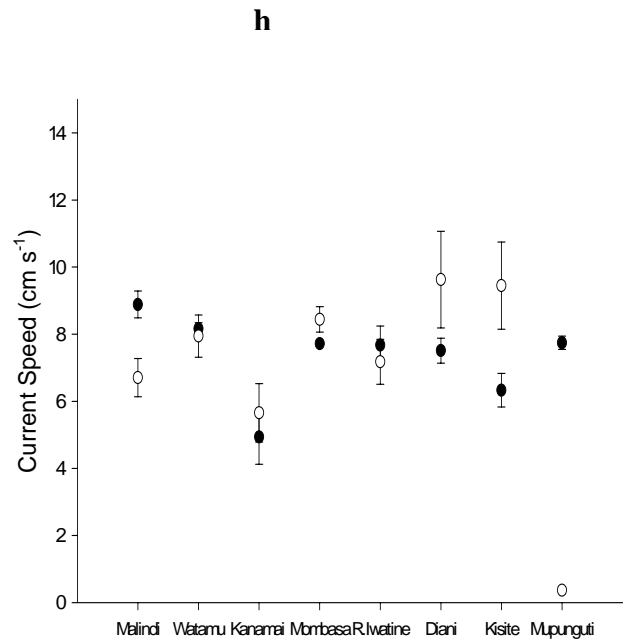 h
14
12
10
8
6
4
2
0
Current Speed (cm s⁻¹)
Malindi Watamu Kanamai Mombasa R.Iwatine Diani Kisite Mupunguti